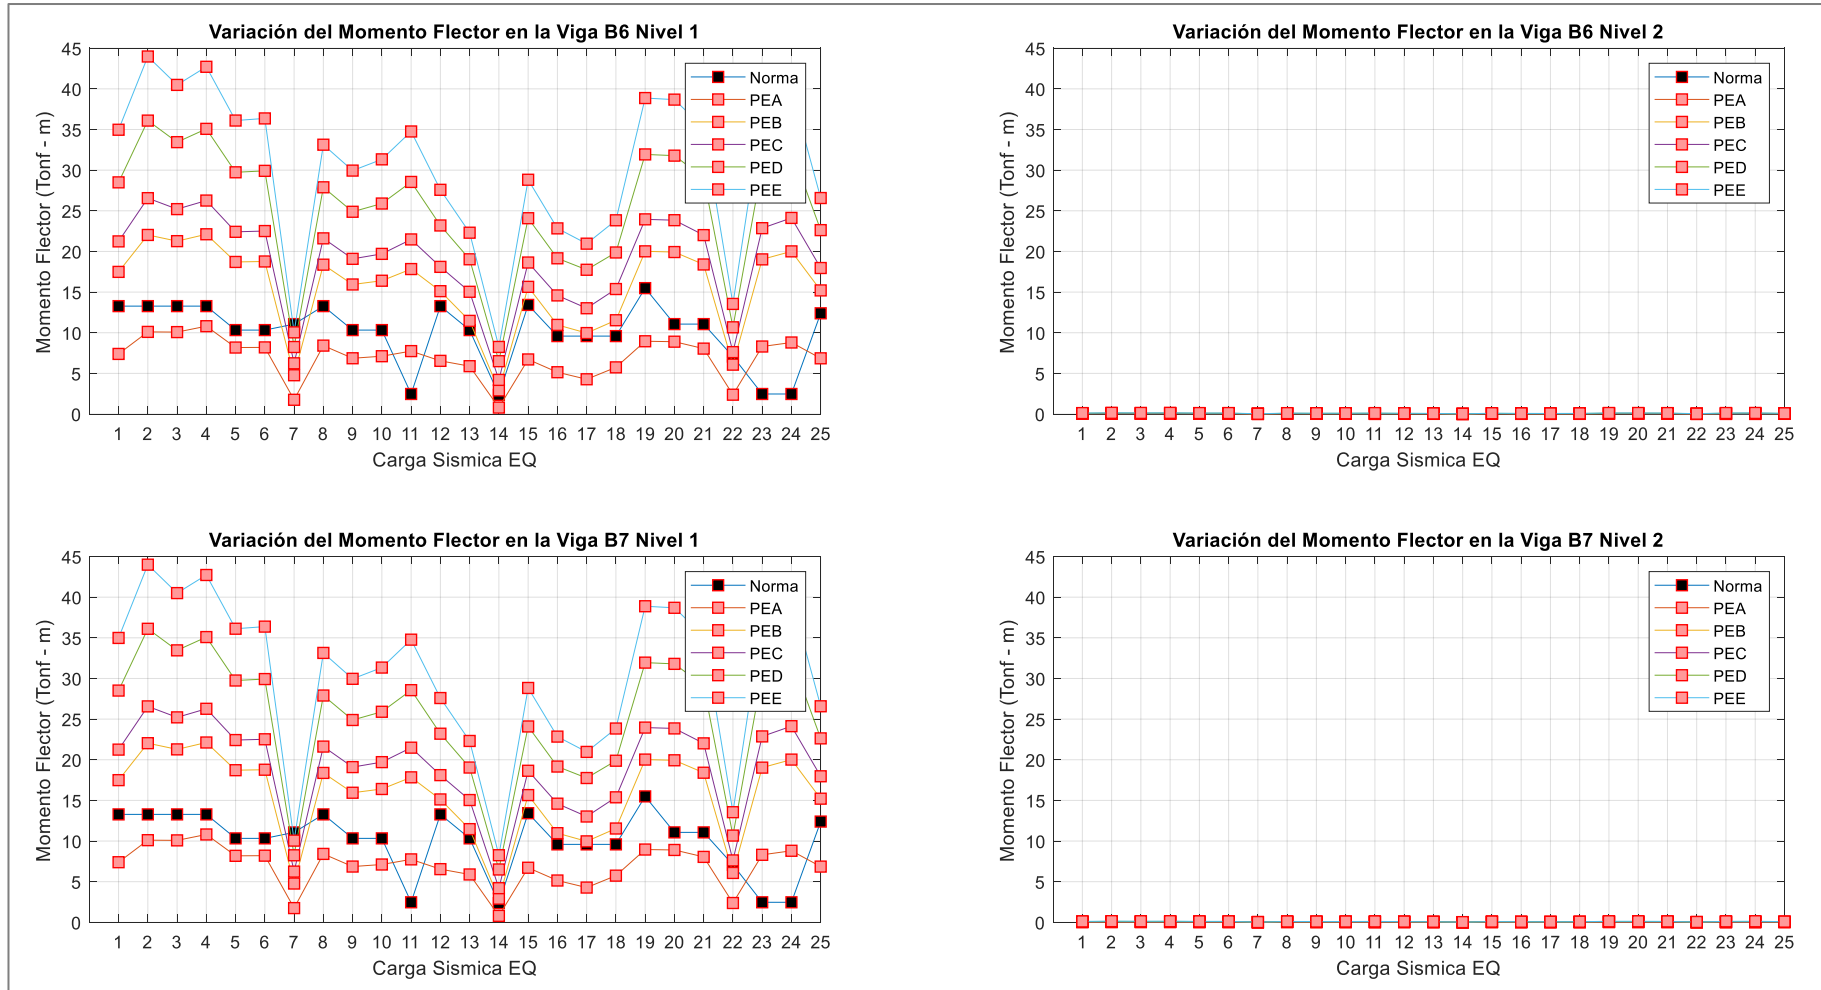 Variación del Momento Flector en la Viga B6 Nivel 1
Momento Flector (Tonf - m)
45
40
35
30
25
20
15
10
5
0
Norma
PEA
PEB
PEC
PED
PEE
1 2 3 4 5 6 7 8 9 10 11 12 13 14 15 16 17 18 19 20 21 22 23 24 25
Carga Sismica EQ
Variación del Momento Flector en la Viga B6 Nivel 2
Momento Flector (Tonf - m)
45
40
35
30
25
20
15
10
5
0
Norma
PEA
PEB
PEC
PED
PEE
1 2 3 4 5 6 7 8 9 10 11 12 13 14 15 16 17 18 19 20 21 22 23 24 25
Carga Sismica EQ
Variación del Momento Flector en la Viga B7 Nivel 1
Momento Flector (Tonf - m)
45
40
35
30
25
20
15
10
5
0
Norma
PEA
PEB
PEC
PED
PEE
1 2 3 4 5 6 7 8 9 10 11 12 13 14 15 16 17 18 19 20 21 22 23 24 25
Carga Sismica EQ
Variación del Momento Flector en la Viga B7 Nivel 2
Momento Flector (Tonf - m)
45
40
35
30
25
20
15
10
5
0
Norma
PEA
PEB
PEC
PED
PEE
1 2 3 4 5 6 7 8 9 10 11 12 13 14 15 16 17 18 19 20 21 22 23 24 25
Carga Sismica EQ